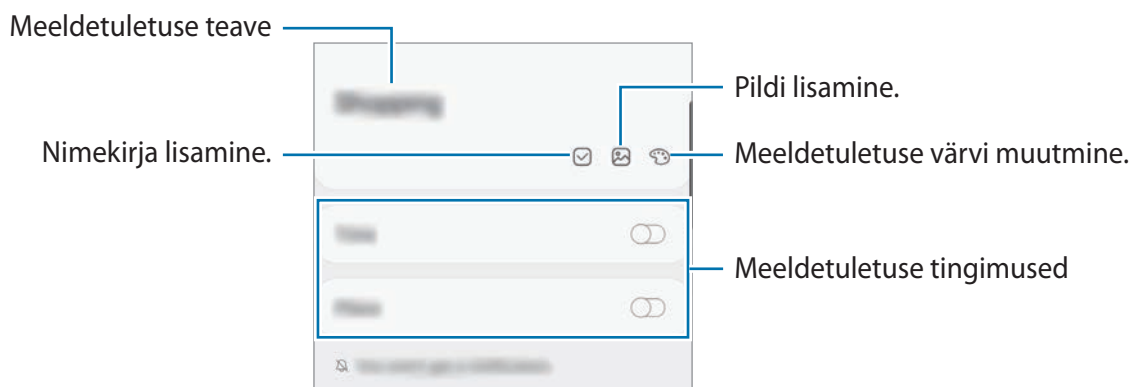 Meeldetuletuse teave
Pildi lisamine.
Nimekirja lisamine.
Meeldetuletuse värvi muutmine.
Meeldetuletuse tingimused